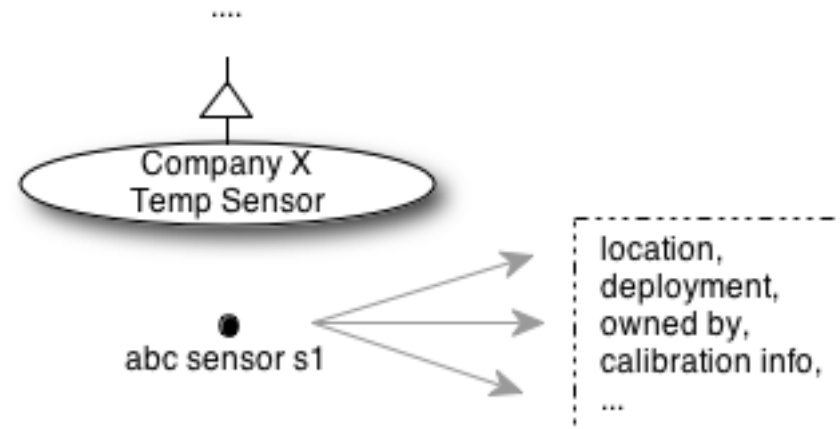 ....
Company X
Temp Sensor
abc sensor s1
location,
deployment,
owned by,
calibration info,
...